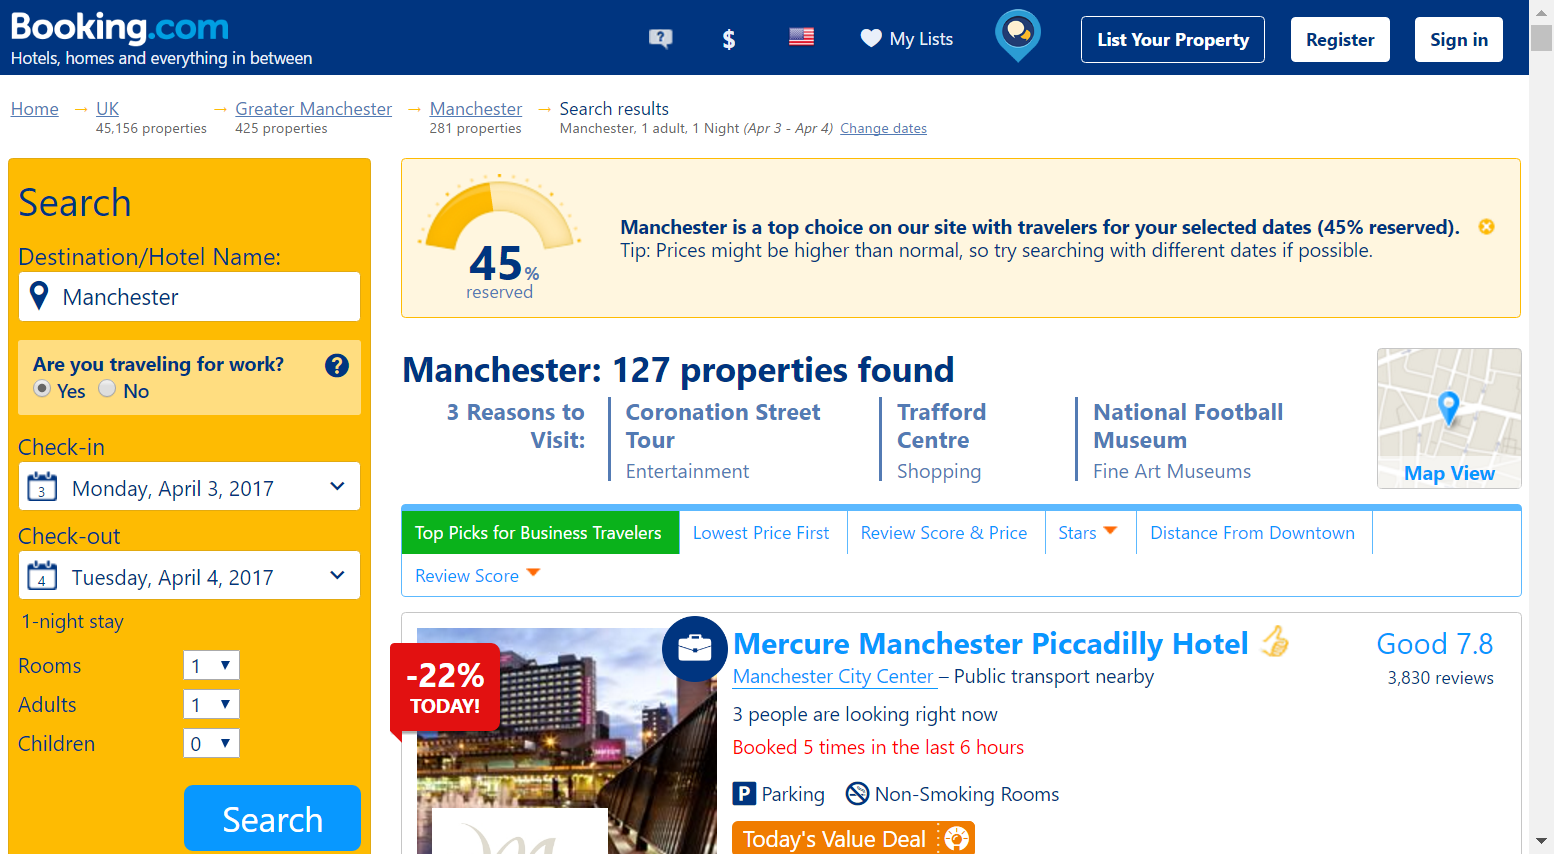 Booking.com
Hotels, homes and everything in between
?
$
My Lists
List Your Property
Register
Sign in
Home → UK → Greater Manchester → Manchester → Search results
45,156 properties
425 properties
281 properties
Manchester, 1 adult, 1 Night (Apr 3 - Apr 4) Change dates
Search
Destination/Hotel Name:
Manchester
Are you traveling for work? ?
Yes No
Check-in
3 Monday, April 3, 2017
Check-out
4 Tuesday, April 4, 2017
1-night stay
Rooms 1
Adults 1
Children 0
Search
45%
reserved
Manchester is a top choice on our site with travelers for your selected dates (45% reserved).
Tip: Prices might be higher than normal, so try searching with different dates if possible.
Manchester: 127 properties found
3 Reasons to
Visit:
Coronation Street
Tour
Entertainment
Trafford
Centre
Shopping
National Football
Museum
Fine Art Museums
Map View
Top Picks for Business Travelers
Lowest Price First
Review Score & Price
Stars
Distance From Downtown
Review Score
-22%
TODAY!
Mercure Manchester Piccadilly Hotel
Manchester City Center – Public transport nearby
3 people are looking right now
Booked 5 times in the last 6 hours
P Parking
Non-Smoking Rooms
Today's Value Deal
Good 7.8
3,830 reviews